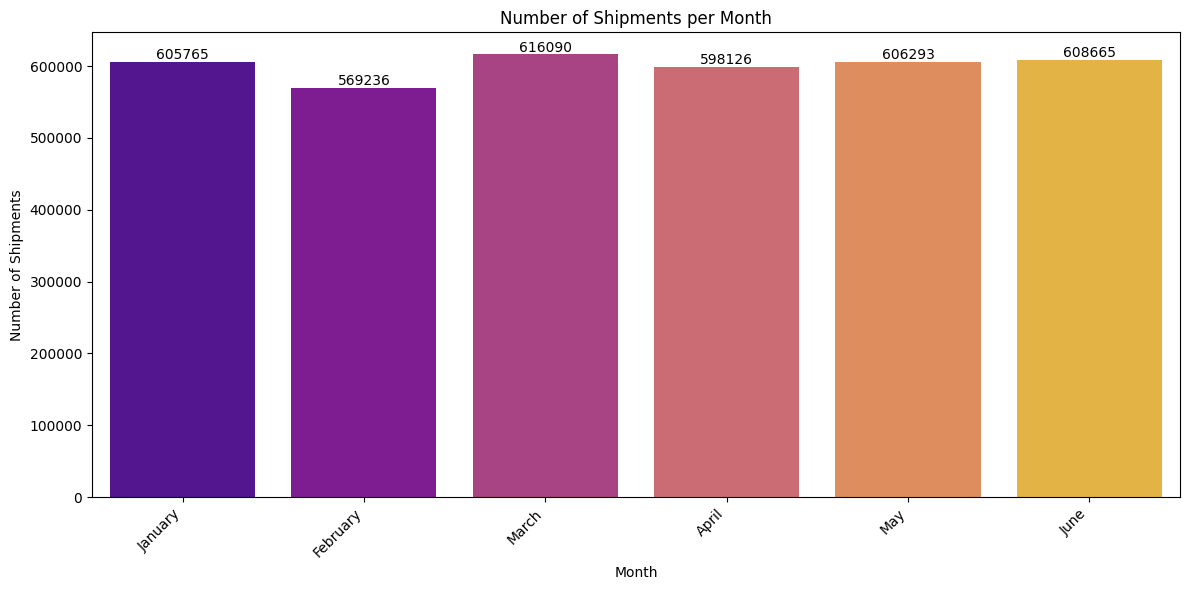 Number of Shipments per Month
605765
569236
616090
598126
606293
608665
600000
500000
400000
300000
200000
100000
0
Number of Shipments
January
February
March
April
May
June
Month